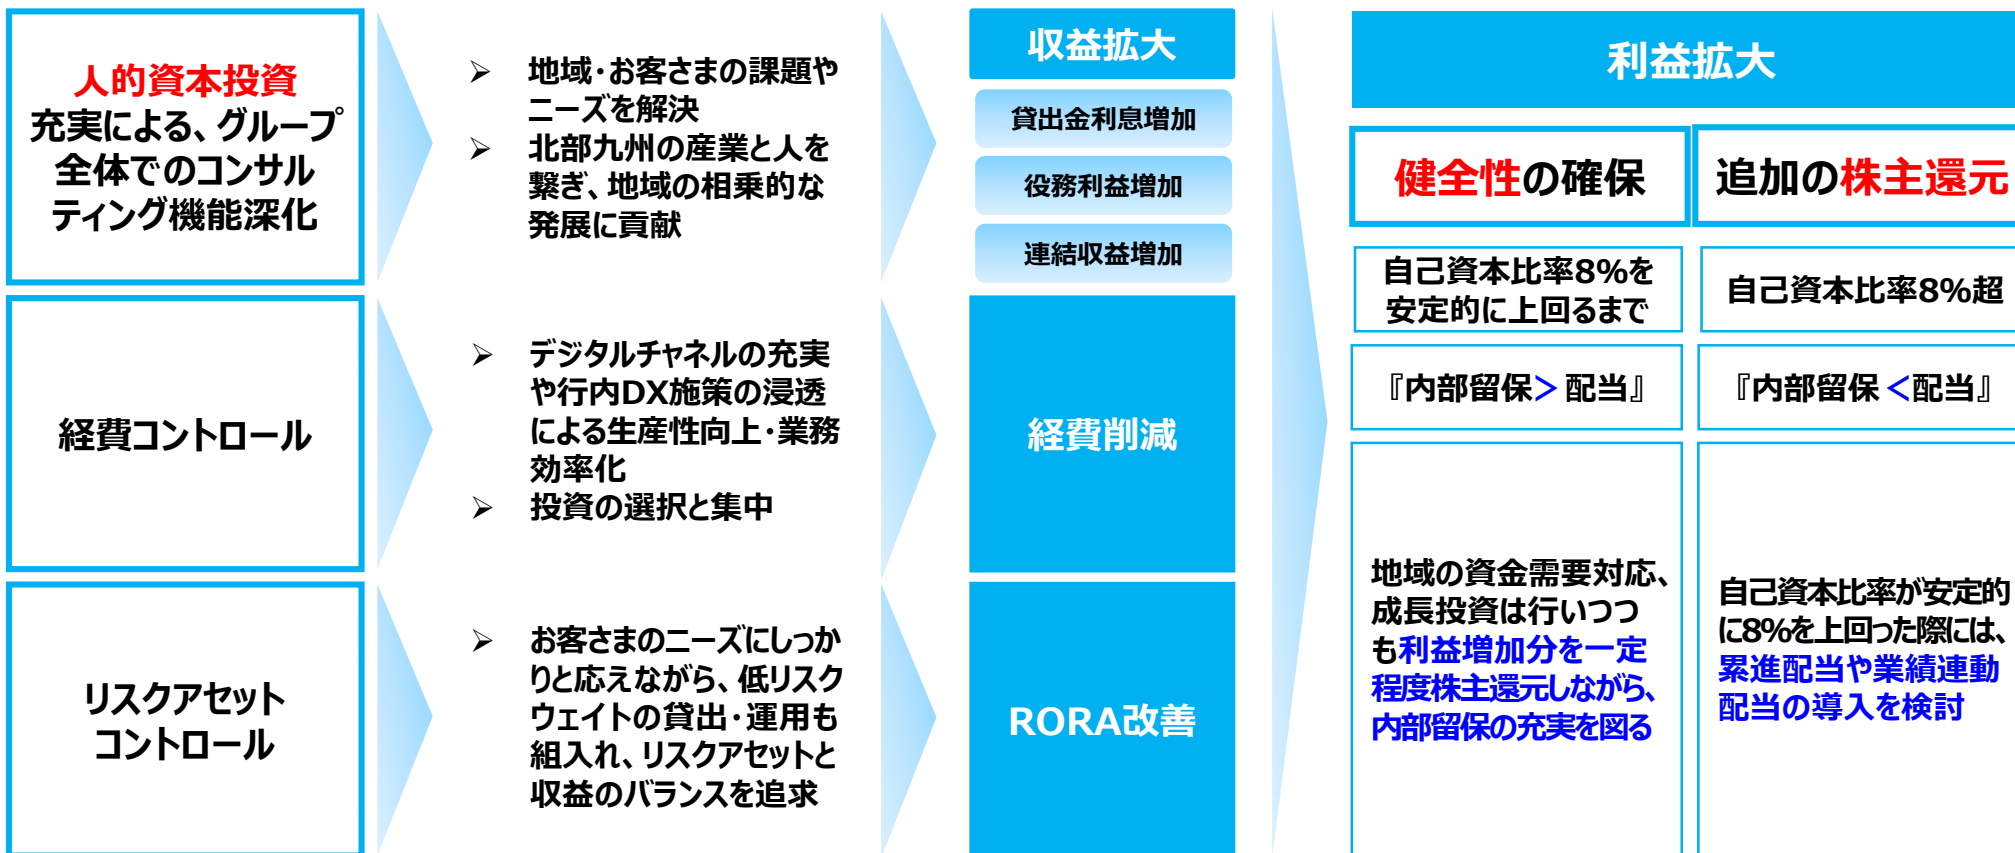 人的資本投資
充実による、グループ
全体でのコンサル
ティング機能深化
➢ 地域・お客さまの課題や
ニーズを解決
➢ 北部九州の産業と人を
繋ぎ、地域の相乗的な
発展に貢献
収益拡大
貸出金利息増加
役務利益増加
連結収益増加
経費コントロール
➢ デジタルチャネルの充実
や行内DX施策の浸透
による生産性向上・業務
効率化
➢ 投資の選択と集中
経費削減
リスクアセット
コントロール
➢ お客さまのニーズにしっか
りと応えながら、低リスク
ウェイトの貸出・運用も
組入れ、リスクアセットと
収益のバランスを追求
RORA改善
利益拡大
健全性の確保
自己資本比率8%を
安定的に上回るまで
『内部留保＞配当』
地域の資金需要対応、
成長投資は行いつつ
も利益増加分を一定
程度株主還元しながら、
内部留保の充実を図る
追加の株主還元
自己資本比率8%超
『内部留保＜配当』
自己資本比率が安定的
に8%を上回った際には、
累進配当や業績連動
配当の導入を検討